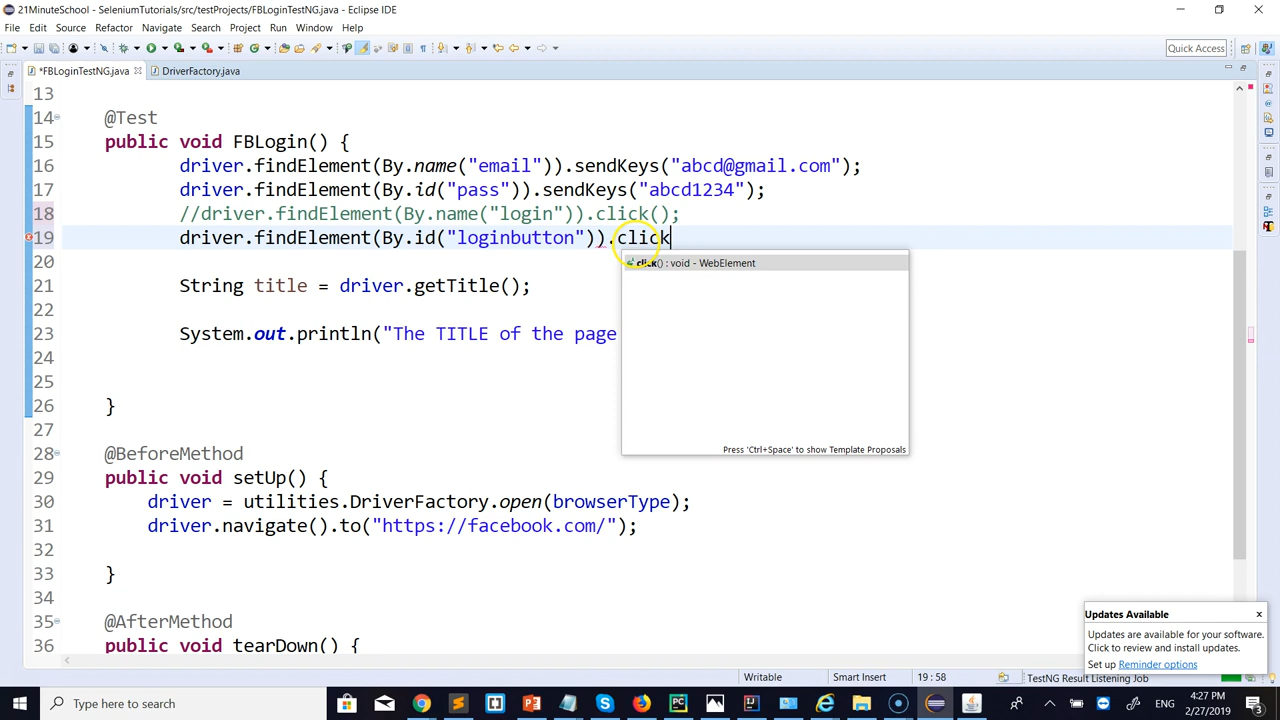 21MinuteSchool - SeleniumTutorials/src/testProjects/FBLoginTestNG.java - Eclipse IDE
File Edit Source Refactor Navigate Search Project Run Window Help
Quick Access
*FBLoginTestNG.java DriverFactory.java
13
14 @Test
15 public void FBLogin() {
16 driver.findElement(By.name("email")).sendKeys("abcd@gmail.com");
17 driver.findElement(By.id("pass")).sendKeys("abcd1234");
18 //driver.findElement(By.name("login")).click();
19 driver.findElement(By.id("loginbutton")).click
20
click() : void - WebElement
21 String title = driver.getTitle();
22
23 System.out.println("The TITLE of the page
24
25
26 }
27
Press 'Ctrl+Space' to show Template Proposals
28 @BeforeMethod
29 public void setUp() {
30 driver = utilities.DriverFactory.open(browserType);
31 driver.navigate().to("https://facebook.com/");
32
33 }
34
35 @AfterMethod
36 public void tearDown() {
Updates Available
Updates are available for your software.
Click to review and install updates.
Set up Reminder options
Writable Smart Insert 19 : 58 TestNG Result Listening Job
Type here to search
ENG
4:27 PM
2/27/2019
3